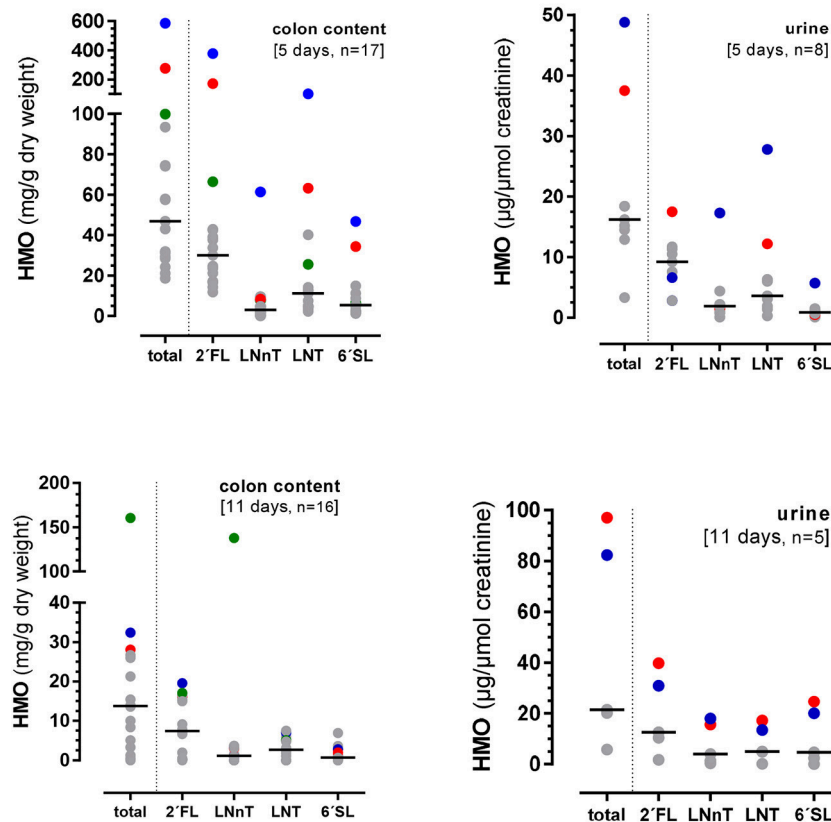 colon content
[5 days, n=17]
HMO (mg/g dry weight)
600
400
200
100
80
60
40
20
0
total 2´FL LNnT LNT 6´SL
urine
[5 days, n=8]
HMO (µg/µmol creatinine)
50
40
30
20
10
0
total 2´FL LNnT LNT 6´SL
colon content
[11 days, n=16]
HMO (mg/g dry weight)
200
150
100
40
30
20
10
0
total 2´FL LNnT LNT 6´SL
urine
[11 days, n=5]
HMO (µg/µmol creatinine)
100
80
60
40
20
0
total 2´FL LNnT LNT 6´SL